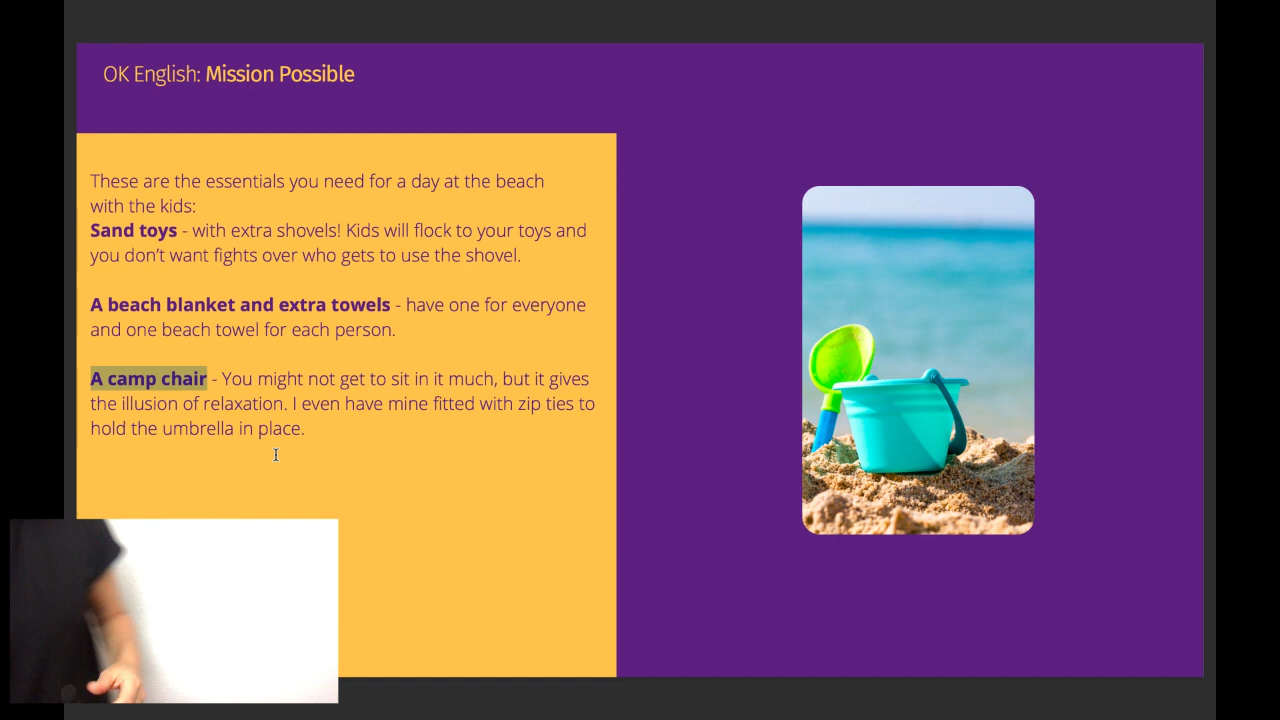 OK English: Mission Possible
These are the essentials you need for a day at the beach
with the kids:
Sand toys - with extra shovels! Kids will flock to your toys and
you don’t want fights over who gets to use the shovel.
A beach blanket and extra towels - have one for everyone
and one beach towel for each person.
A camp chair - You might not get to sit in it much, but it gives
the illusion of relaxation. I even have mine fitted with zip ties to
hold the umbrella in place.